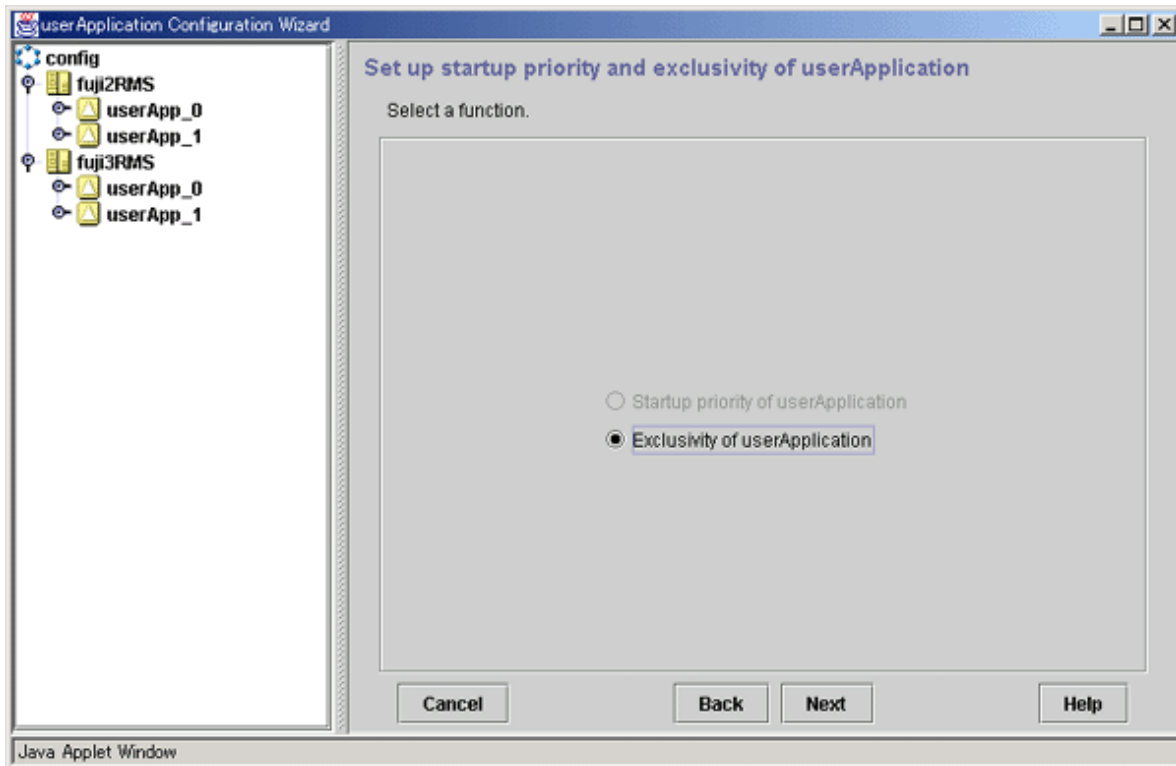 userApplication Configuration Wizard
config
fuji2RMS
userApp_0
userApp_1
fuji3RMS
userApp_0
userApp_1
Set up startup priority and exclusivity of userApplication
Select a function.
Startup priority of userApplication
Exclusivity of userApplication
Cancel
Back
Next
Help
Java Applet Window